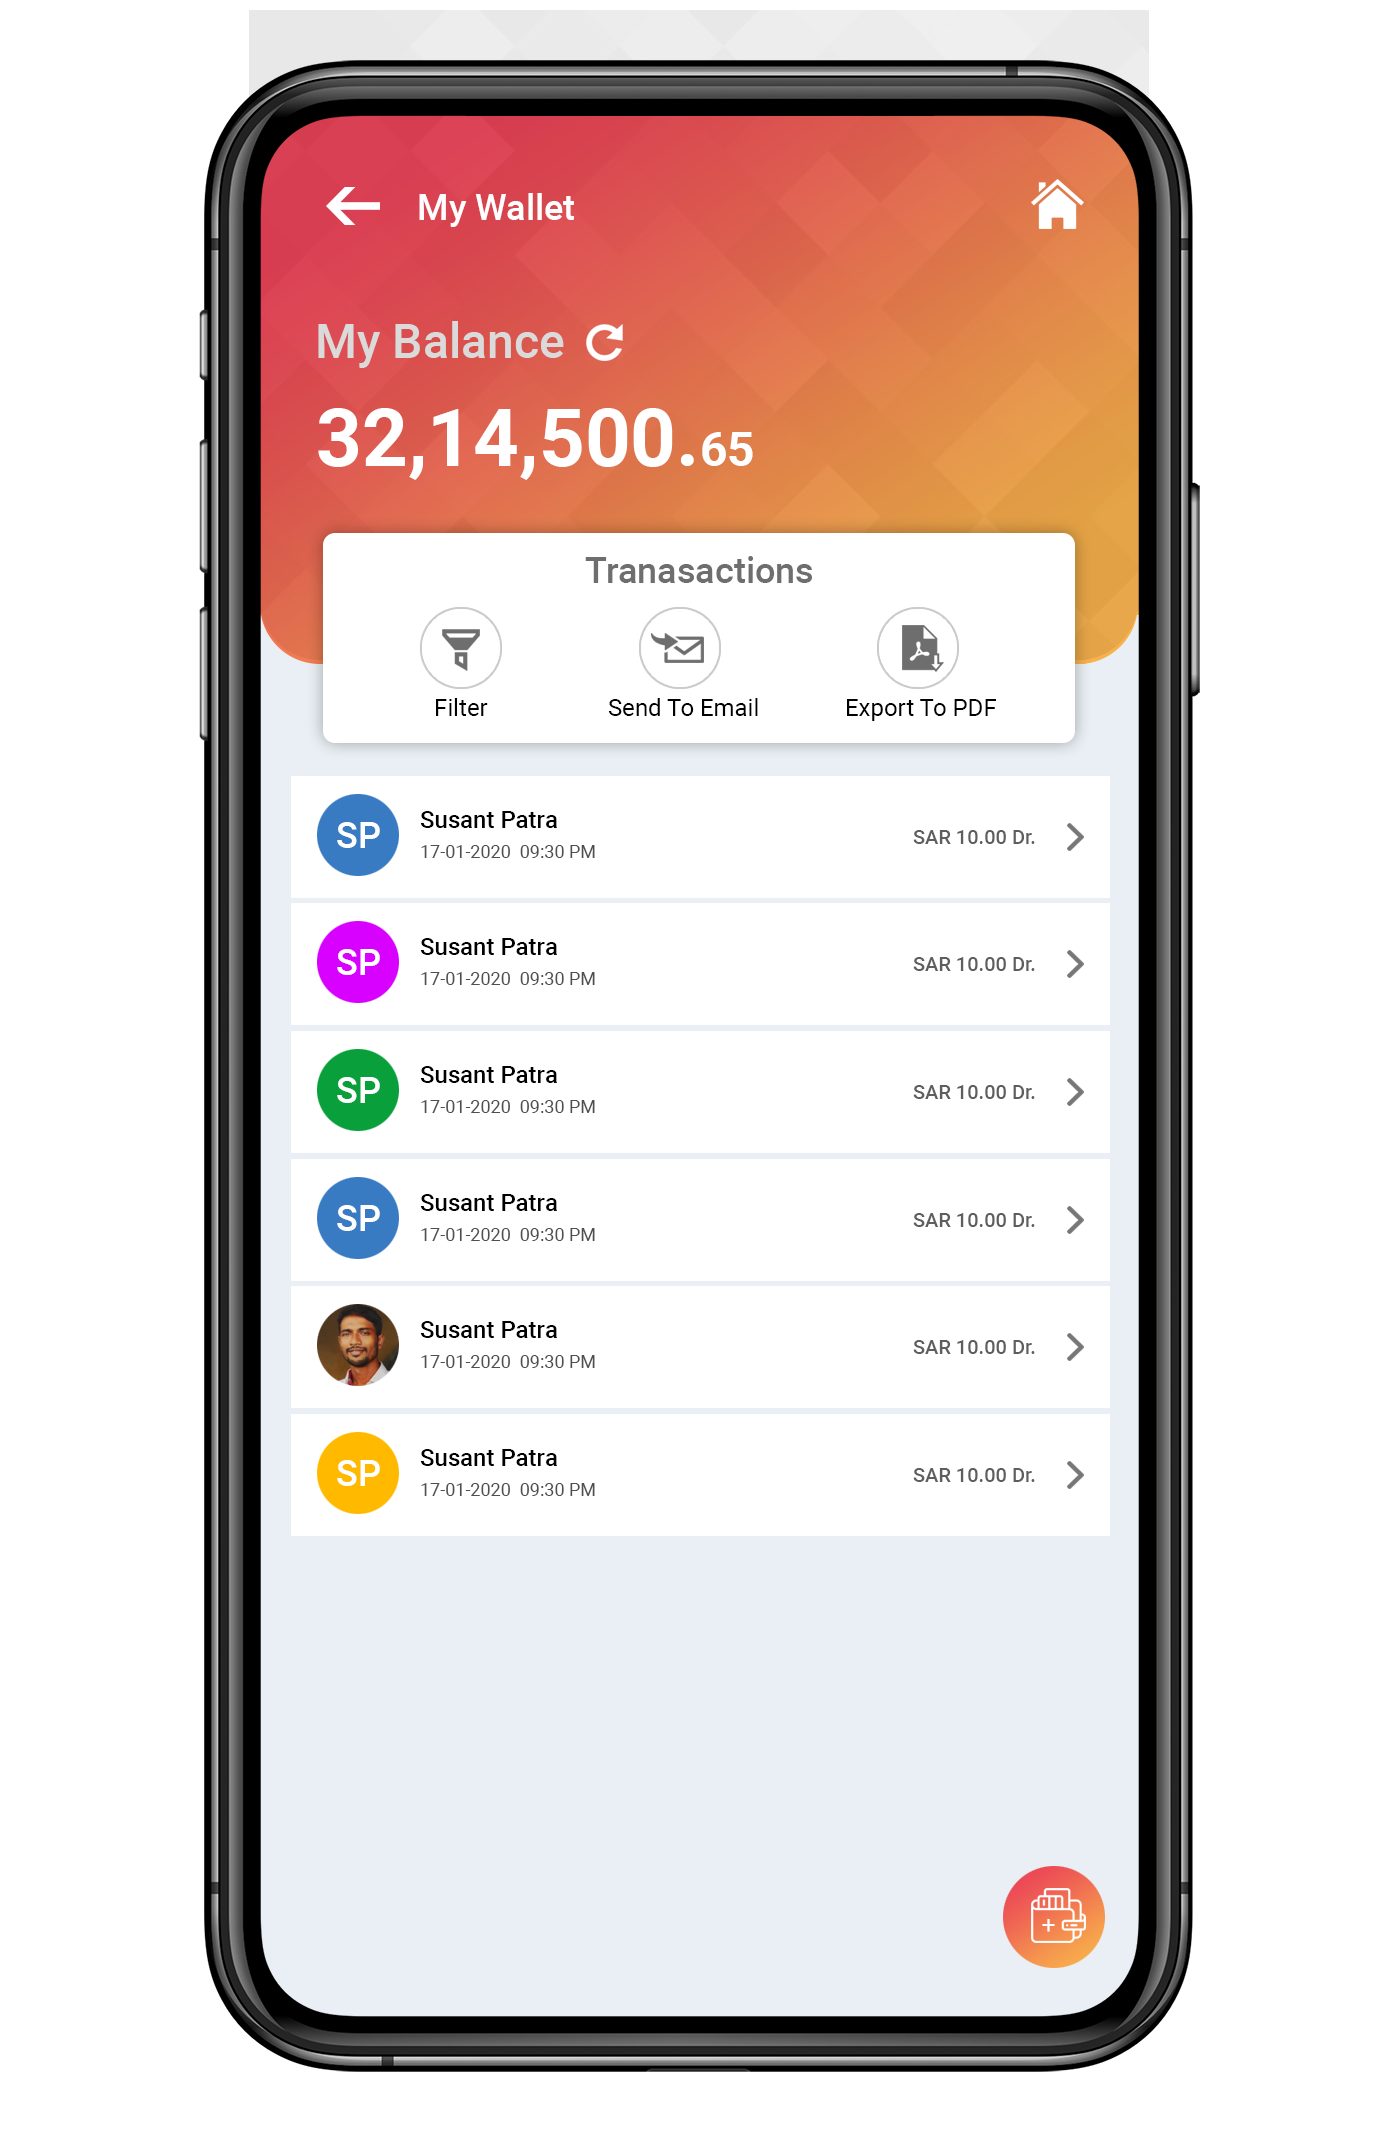 My Wallet
My Balance
32,14,500.65
Tranasactions
Filter Send To Email Export To PDF
SP Susant Patra
17-01-2020 09:30 PM
SAR 10.00 Dr.
SP Susant Patra
17-01-2020 09:30 PM
SAR 10.00 Dr.
SP Susant Patra
17-01-2020 09:30 PM
SAR 10.00 Dr.
SP Susant Patra
17-01-2020 09:30 PM
SAR 10.00 Dr.
Susant Patra
17-01-2020 09:30 PM
SAR 10.00 Dr.
SP Susant Patra
17-01-2020 09:30 PM
SAR 10.00 Dr.